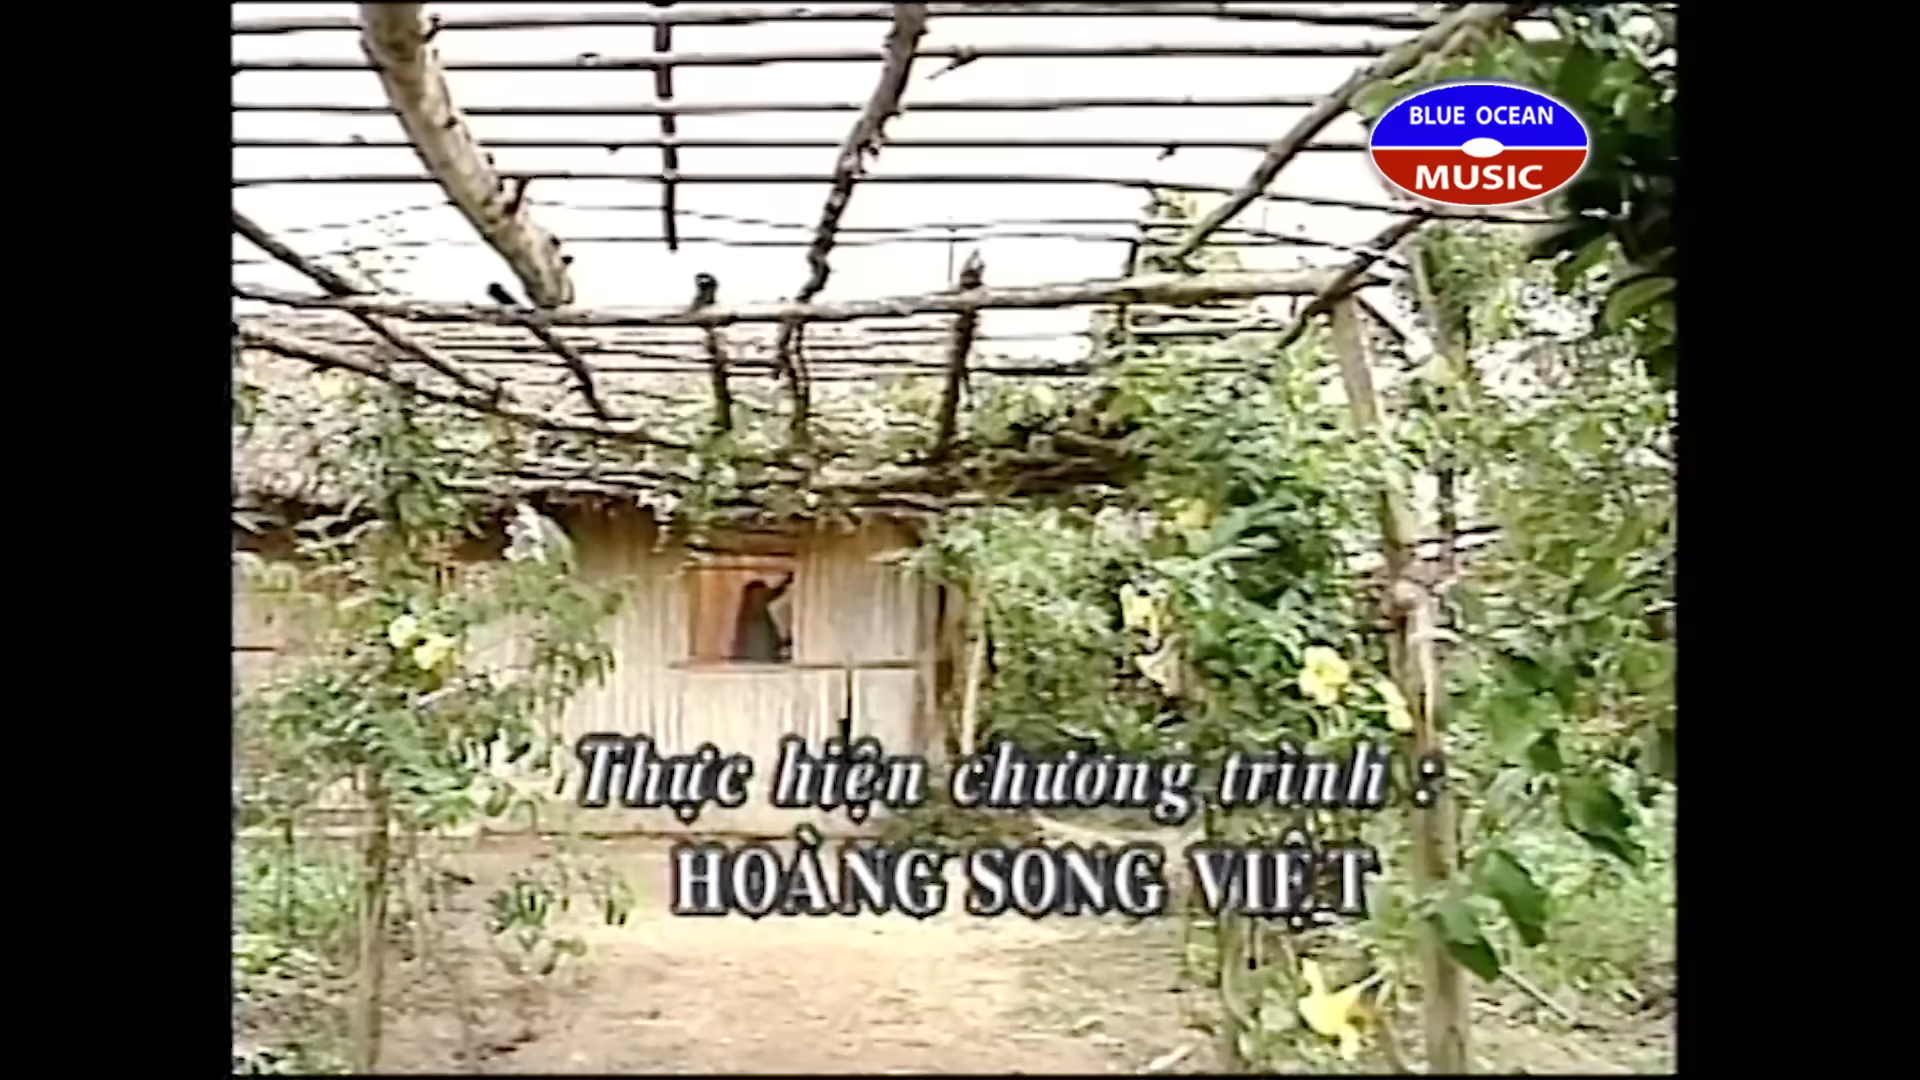 BLUE OCEAN
MUSIC
Thực hiện chương trình :
HOÀNG SONG VIỆT